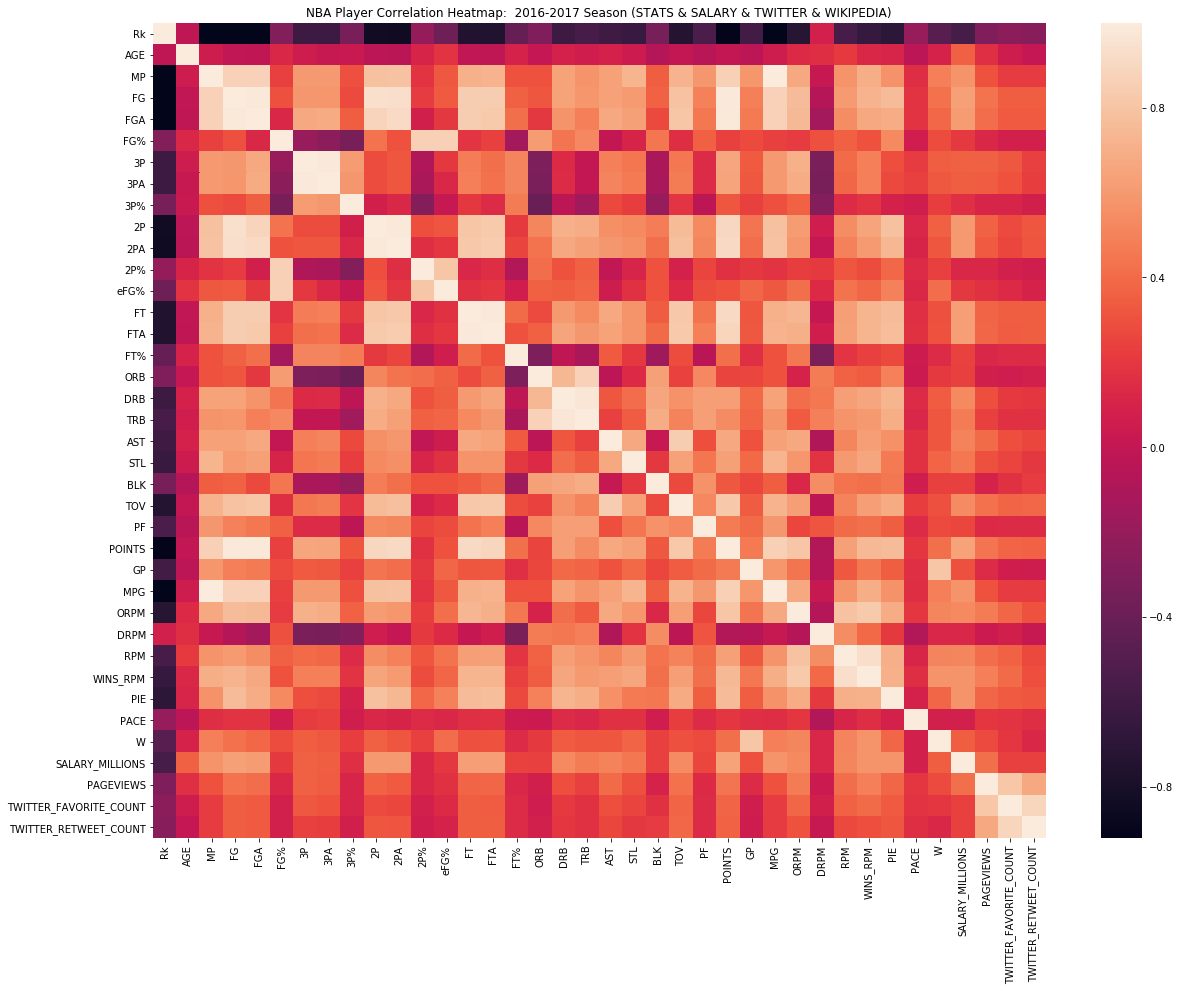 NBA Player Correlation Heatmap:  2016-2017 Season (STATS & SALARY & TWITTER & WIKIPEDIA)
Rk
AGE
MP
FG
FGA
FG%
3P
3PA
3P%
2P
2PA
2P%
eFG%
FT
FTA
FT%
ORB
DRB
TRB
AST
STL
BLK
TOV
PF
POINTS
GP
MPG
ORPM
DRPM
RPM
WINS_RPM
PIE
PACE
W
SALARY_MILLIONS
PAGEVIEWS
TWITTER_FAVORITE_COUNT
TWITTER_RETWEET_COUNT
Rk
AGE
MP
FG
FGA
FG%
3P
3PA
3P%
2P
2PA
2P%
eFG%
FT
FTA
FT%
ORB
DRB
TRB
AST
STL
BLK
TOV
PF
POINTS
GP
MPG
ORPM
DRPM
RPM
WINS_RPM
PIE
PACE
W
SALARY_MILLIONS
PAGEVIEWS
TWITTER_FAVORITE_COUNT
TWITTER_RETWEET_COUNT
0.8
0.4
0.0
−0.4
−0.8